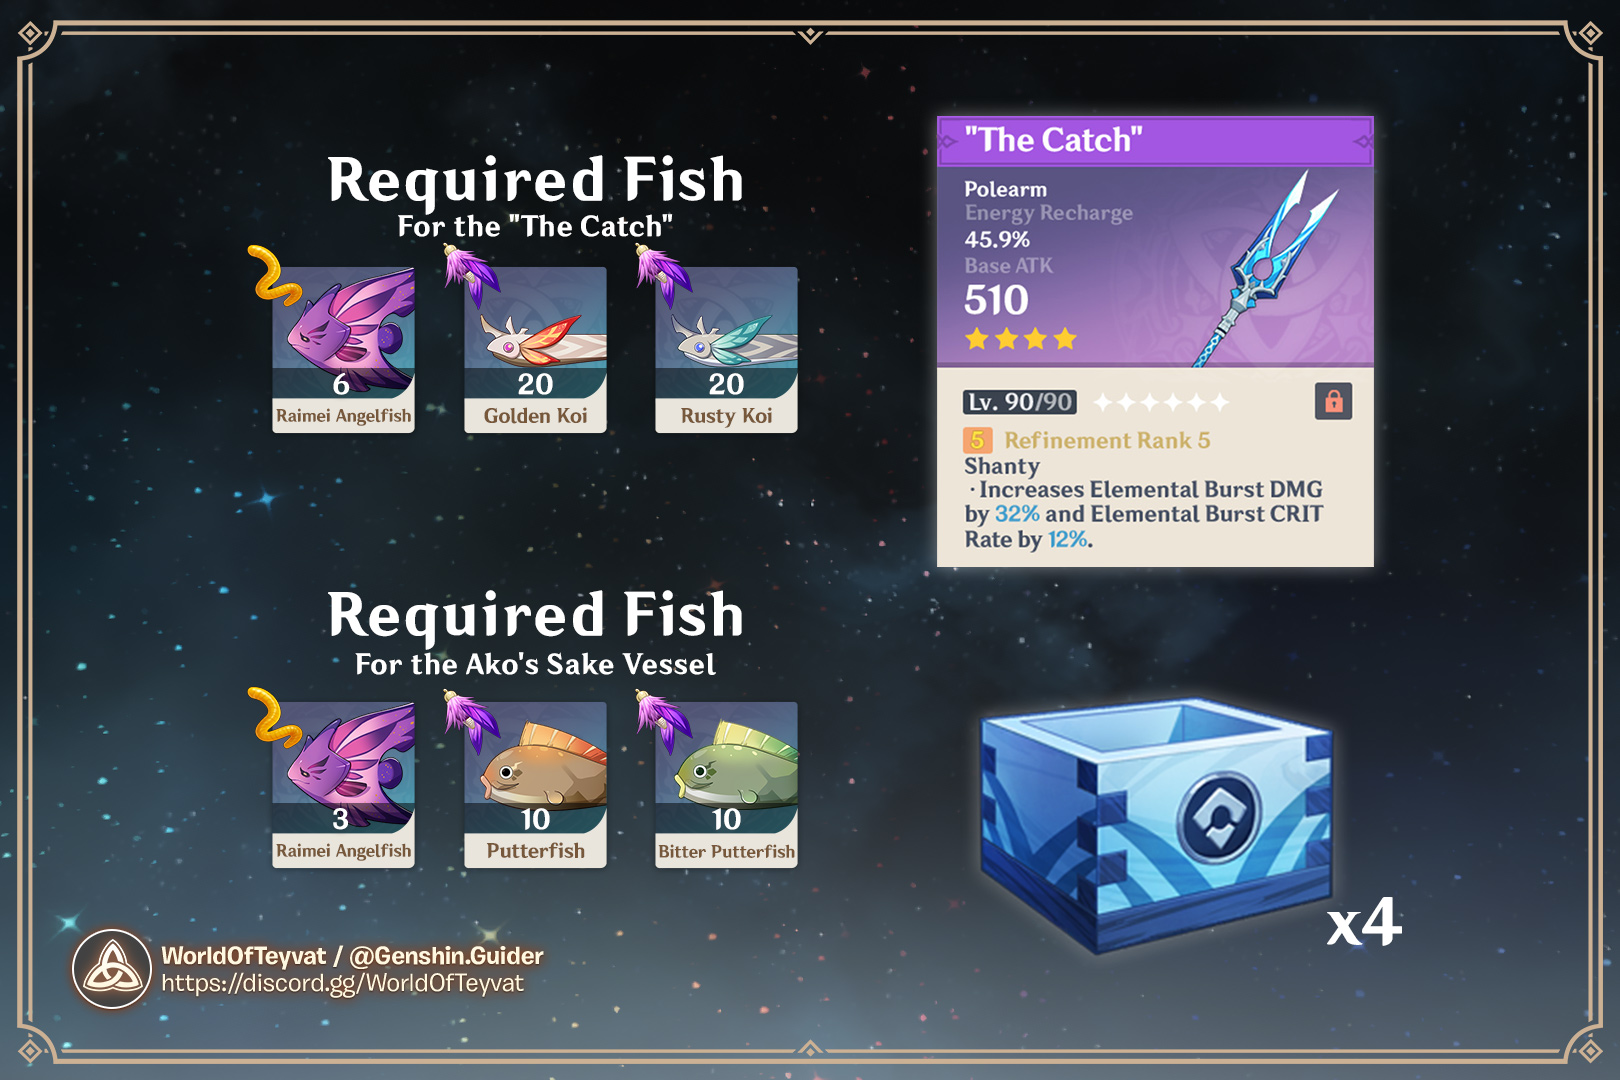 Required Fish
For the "The Catch"
6
Raimei Angelfish
20
Golden Koi
20
Rusty Koi
"The Catch"
Polearm
Energy Recharge
45.9%
Base ATK
510
Lv. 90/90
5 Refinement Rank 5
Shanty
· Increases Elemental Burst DMG
by 32% and Elemental Burst CRIT
Rate by 12%.
Required Fish
For the Ako's Sake Vessel
3
Raimei Angelfish
10
Putterfish
10
Bitter Putterfish
x4
WorldOfTeyvat / @Genshin.Guider
https://discord.gg/WorldOfTeyvat